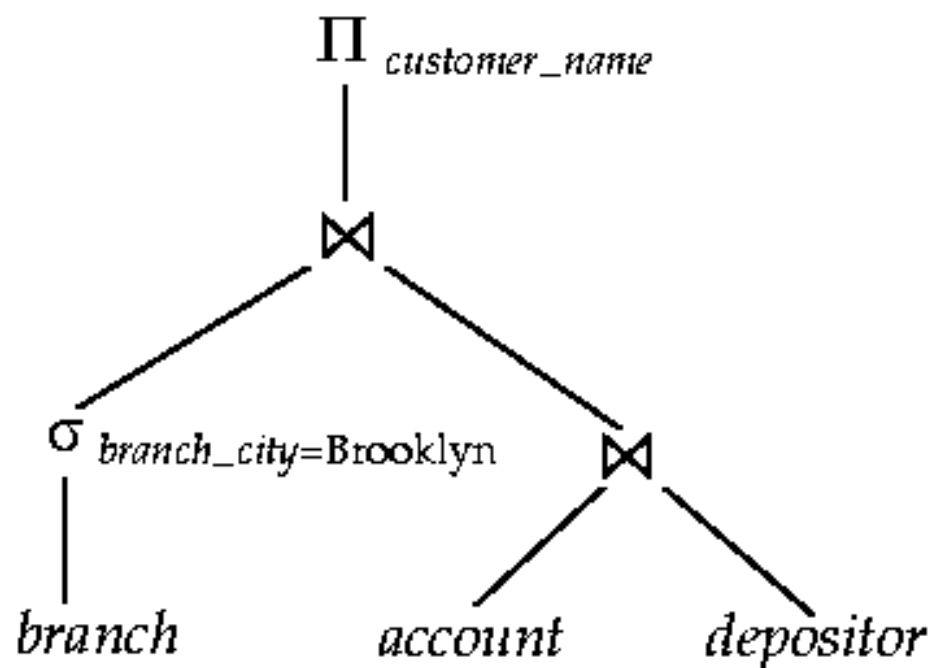 Π customer_name
⋈
σ branch_city=Brooklyn
⋈
branch account depositor